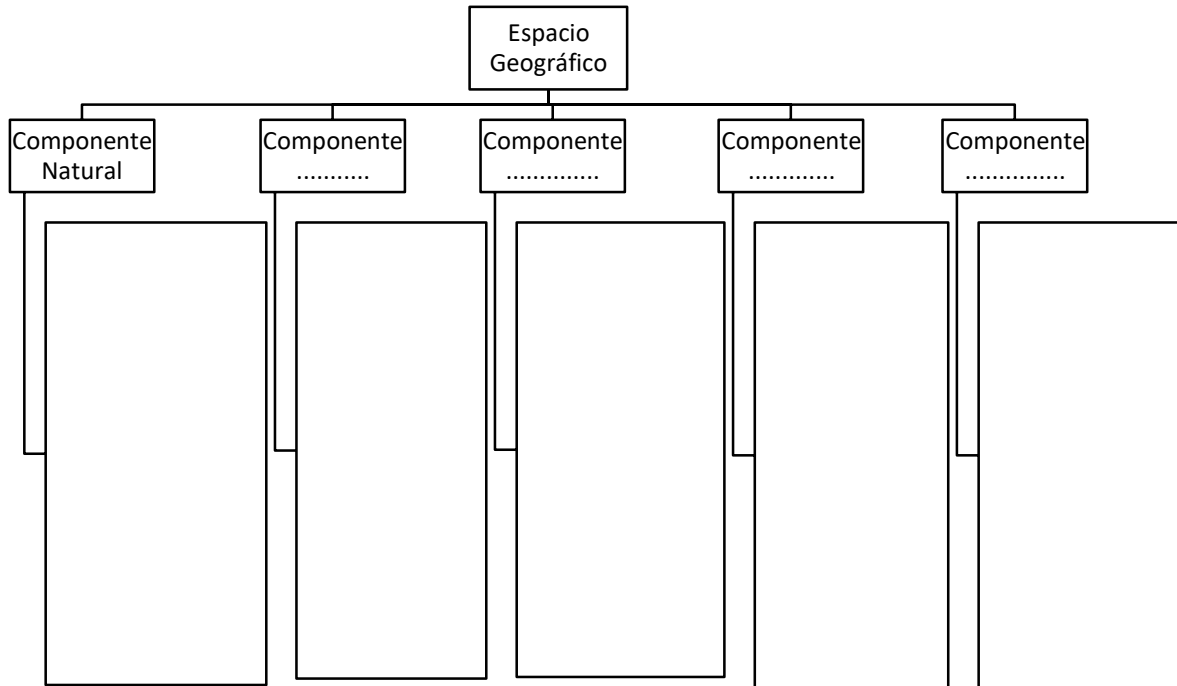 Espacio
Geográfico
Componente
Natural
Componente
...........
Componente
..............
Componente
.............
Componente
...............